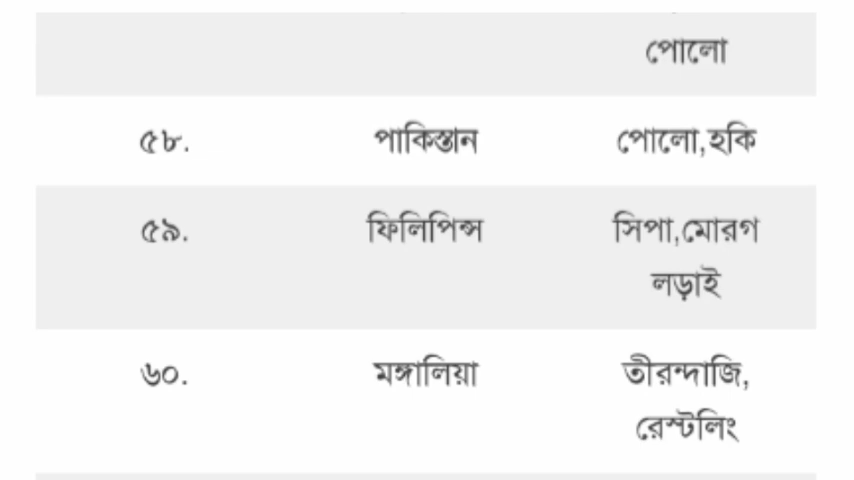 পোলো
৫৮. পাকিস্তান পোলো,হকি
৫৯. ফিলিপিন্স সিপা,মোরগ
লড়াই
৬০. মঙ্গালিয়া তীরন্দাজি,
রেস্টলিং